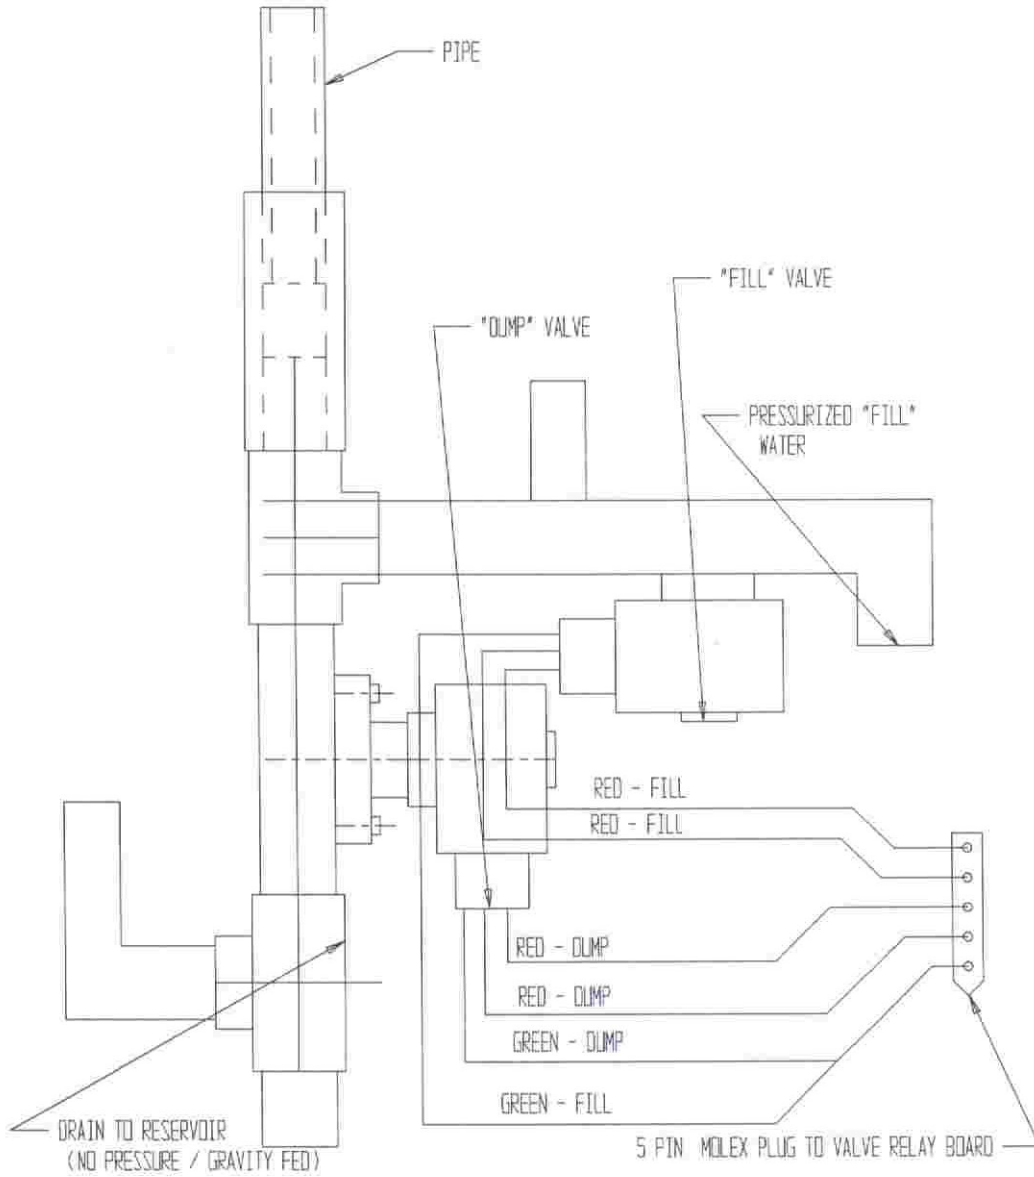 PIPE
"FILL" VALVE
"DUMP" VALVE
PRESSURIZED "FILL"
WATER
RED - FILL
RED - FILL
RED - DUMP
RED - DUMP
GREEN - DUMP
GREEN - FILL
DRAIN TO RESERVOIR
(NO PRESSURE / GRAVITY FED)
5 PIN MOLEX PLUG TO VALVE RELAY BOARD